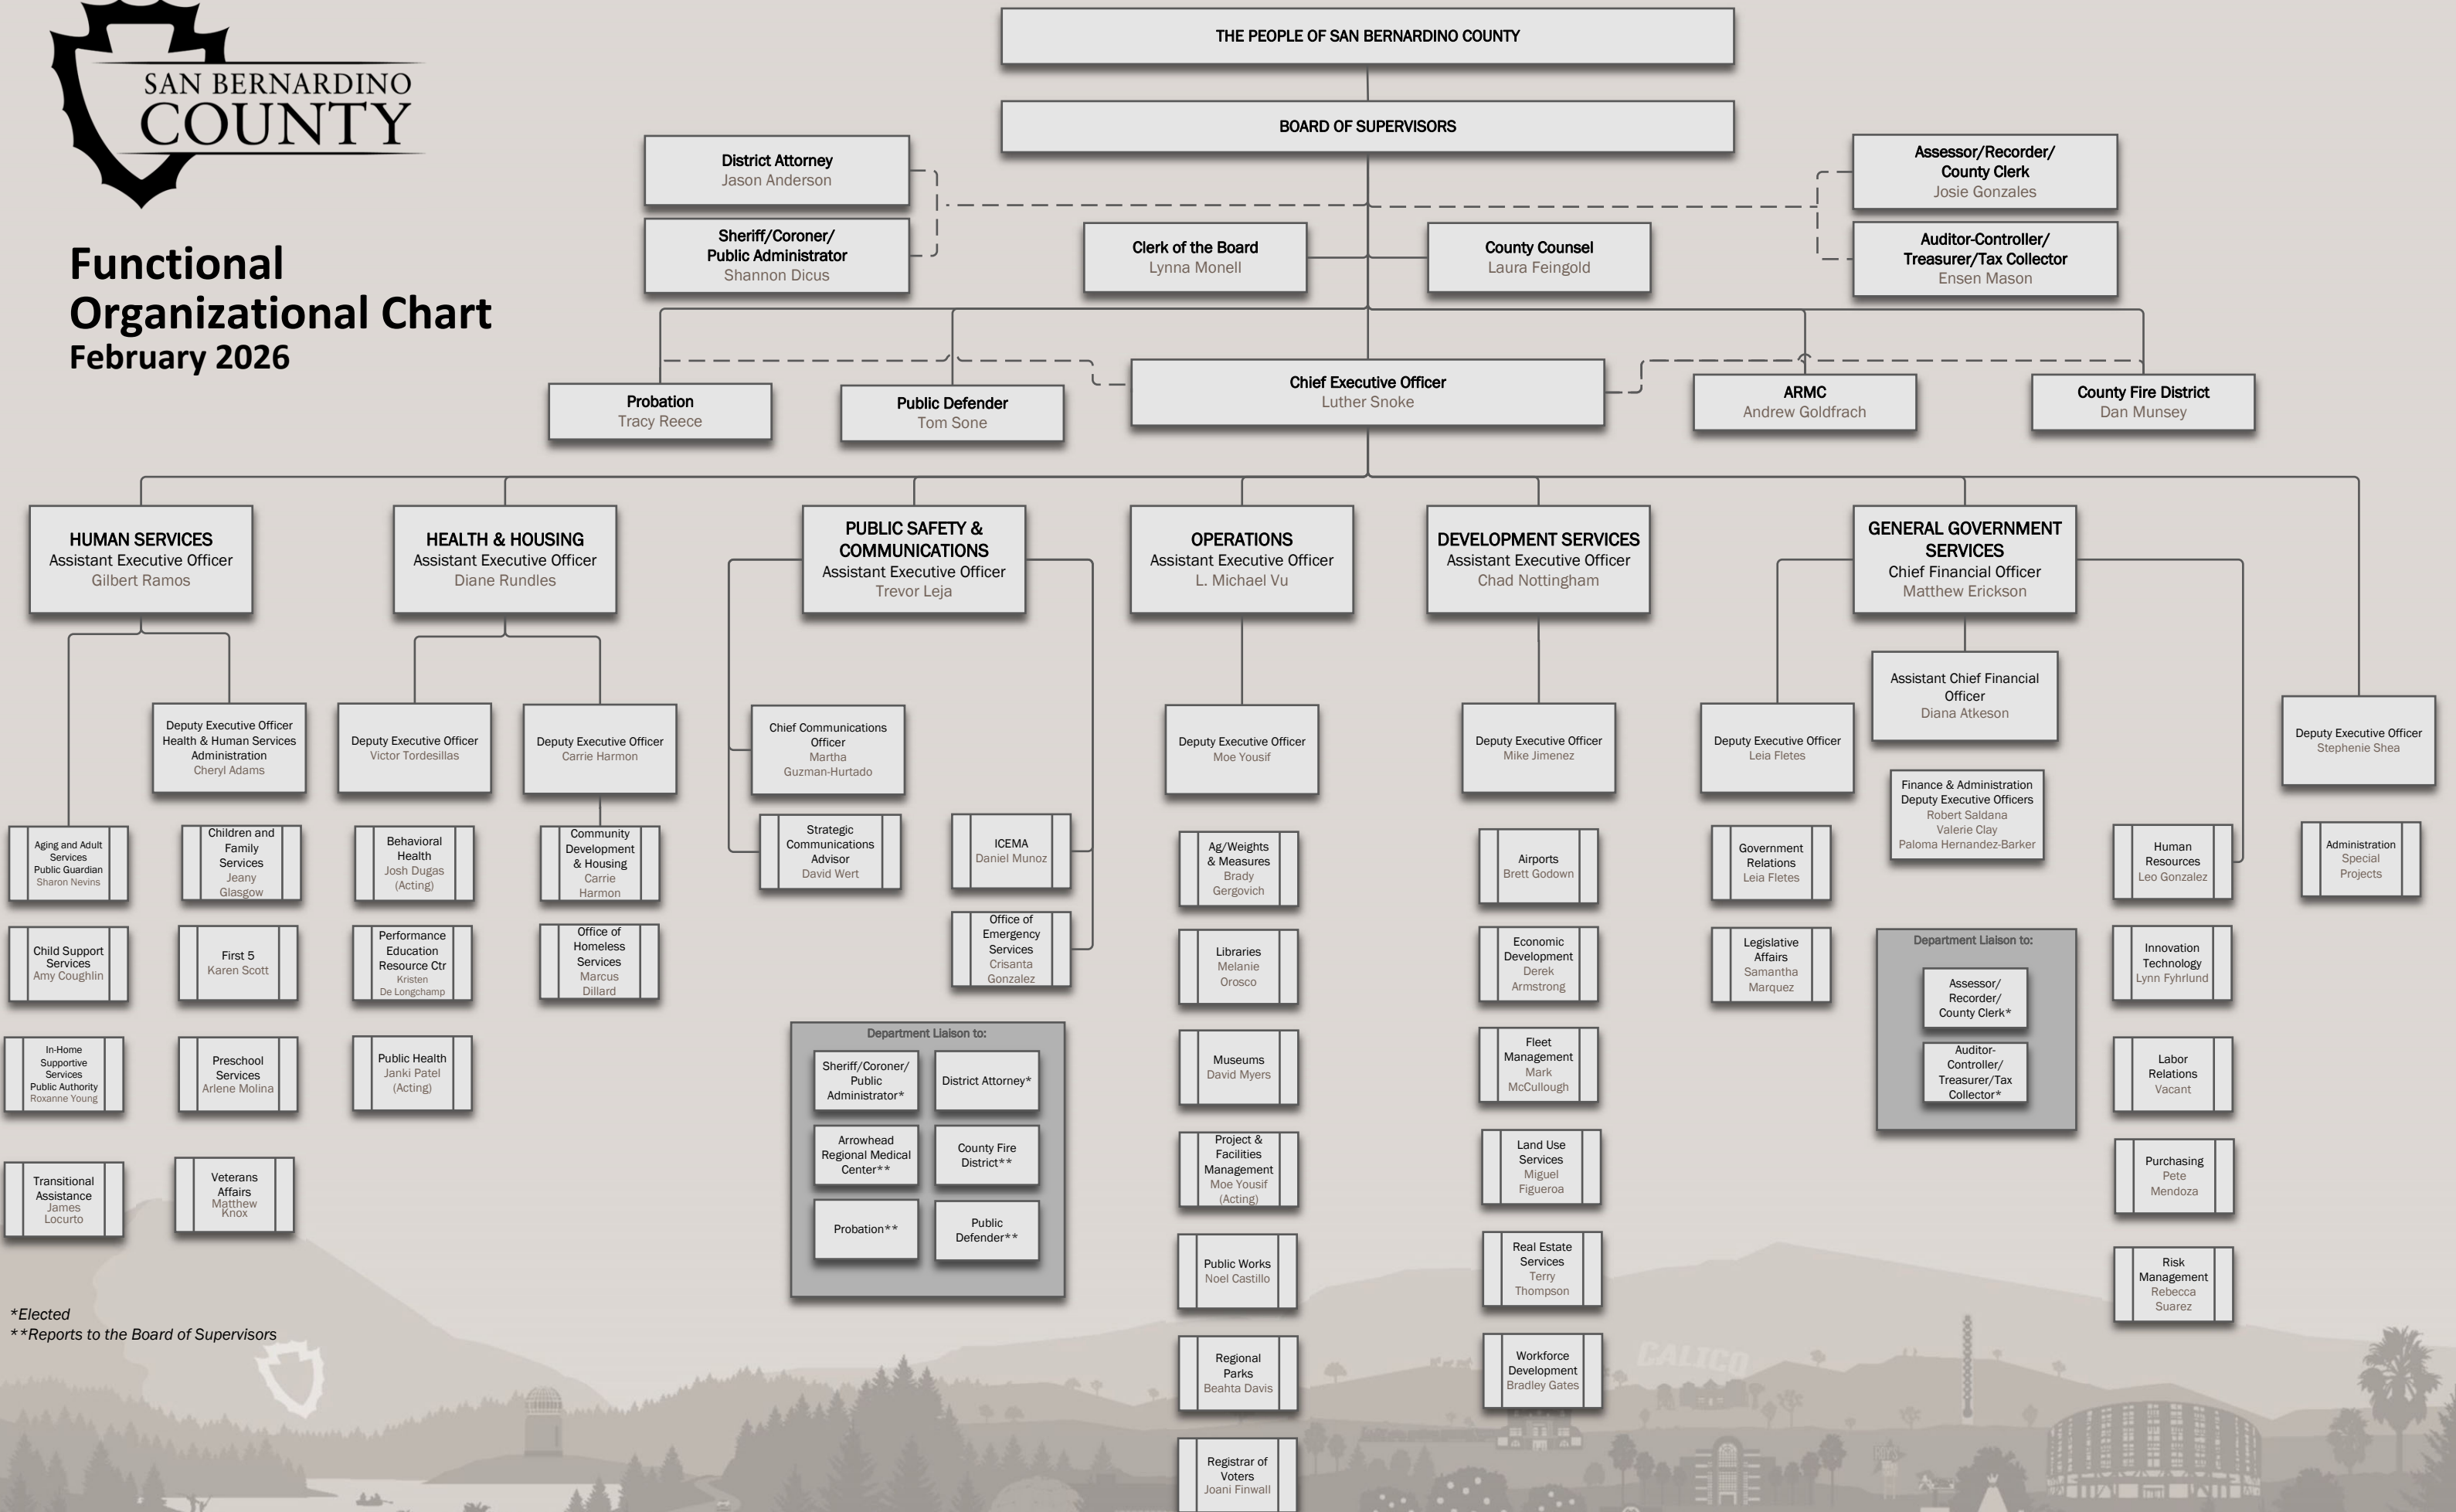 SAN BERNARDINO
COUNTY
Functional
Organizational Chart
February 2026
THE PEOPLE OF SAN BERNARDINO COUNTY
BOARD OF SUPERVISORS
District Attorney
Jason Anderson
Sheriff/Coroner/
Public Administrator
Shannon Dicus
Clerk of the Board
Lynna Monell
County Counsel
Laura Feingold
Assessor/Recorder/
County Clerk
Josie Gonzales
Auditor-Controller/
Treasurer/Tax Collector
Ensen Mason
Probation
Tracy Reece
Public Defender
Tom Sone
Chief Executive Officer
Luther Snoke
ARMC
Andrew Goldfrach
County Fire District
Dan Munsey
HUMAN SERVICES
Assistant Executive Officer
Gilbert Ramos
HEALTH & HOUSING
Assistant Executive Officer
Diane Rundles
PUBLIC SAFETY &
COMMUNICATIONS
Assistant Executive Officer
Trevor Leja
OPERATIONS
Assistant Executive Officer
L. Michael Vu
DEVELOPMENT SERVICES
Assistant Executive Officer
Chad Nottingham
GENERAL GOVERNMENT
SERVICES
Chief Financial Officer
Matthew Erickson
Deputy Executive Officer
Health & Human Services
Administration
Cheryl Adams
Deputy Executive Officer
Victor Tordesillas
Deputy Executive Officer
Carrie Harmon
Chief Communications
Officer
Martha
Guzman-Hurtado
Deputy Executive Officer
Moe Yousif
Deputy Executive Officer
Mike Jimenez
Deputy Executive Officer
Leia Fletes
Assistant Chief Financial
Officer
Diana Atkeson
Finance & Administration
Deputy Executive Officers
Robert Saldana
Valerie Clay
Paloma Hernandez-Barker
Deputy Executive Officer
Stephenie Shea
Aging and Adult
Services
Public Guardian
Sharon Nevins
Child Support
Services
Amy Coughlin
In-Home
Supportive
Services
Public Authority
Roxanne Young
Transitional
Assistance
James
Locurto
Children and
Family
Services
Jeany
Glasgow
First 5
Karen Scott
Preschool
Services
Arlene Molina
Veterans
Affairs
Matthew
Knox
Behavioral
Health
Josh Dugas
(Acting)
Performance
Education
Resource Ctr
Kristen
De Longchamp
Public Health
Janki Patel
(Acting)
Community
Development
& Housing
Carrie
Harmon
Office of
Homeless
Services
Marcus
Dillard
Strategic
Communications
Advisor
David Wert
ICEMA
Daniel Munoz
Office of
Emergency
Services
Crisanta
Gonzalez
Department Liaison to:
Sheriff/Coroner/
Public
Administrator*
District Attorney*
Arrowhead
Regional Medical
Center**
County Fire
District**
Probation**
Public
Defender**
Ag/Weights
& Measures
Brady
Gergovich
Libraries
Melanie
Orosco
Museums
David Myers
Project &
Facilities
Management
Moe Yousif
(Acting)
Public Works
Noel Castillo
Regional
Parks
Beahta Davis
Registrar of
Voters
Joani Finwall
Airports
Brett Godown
Economic
Development
Derek
Armstrong
Fleet
Management
Mark
McCullough
Land Use
Services
Miguel
Figueroa
Real Estate
Services
Terry
Thompson
Workforce
Development
Bradley Gates
Government
Relations
Leia Fletes
Legislative
Affairs
Samantha
Marquez
Department Liaison to:
Assessor/
Recorder/
County Clerk*
Auditor-
Controller/
Treasurer/Tax
Collector*
Human
Resources
Leo Gonzalez
Innovation
Technology
Lynn Fyhrlund
Labor
Relations
Vacant
Purchasing
Pete
Mendoza
Risk
Management
Rebecca
Suarez
Administration
Special
Projects
*Elected
**Reports to the Board of Supervisors
CALICO